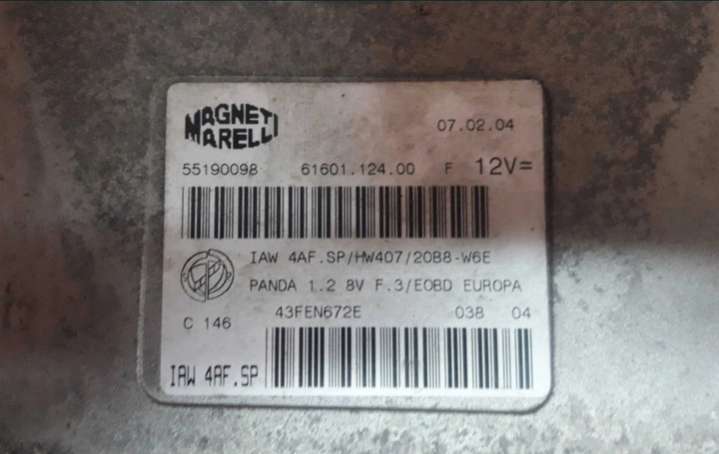 MAGNETI
MARELLI
07.02.04
55190098 61601.124.00 F 12V=
IAW 4AF.SP/HW407/20B8-W6E
PANDA 1.2 8V F.3/EOBD EUROPA
C 146
43FEN672E 038 04
IAW 4AF.SP